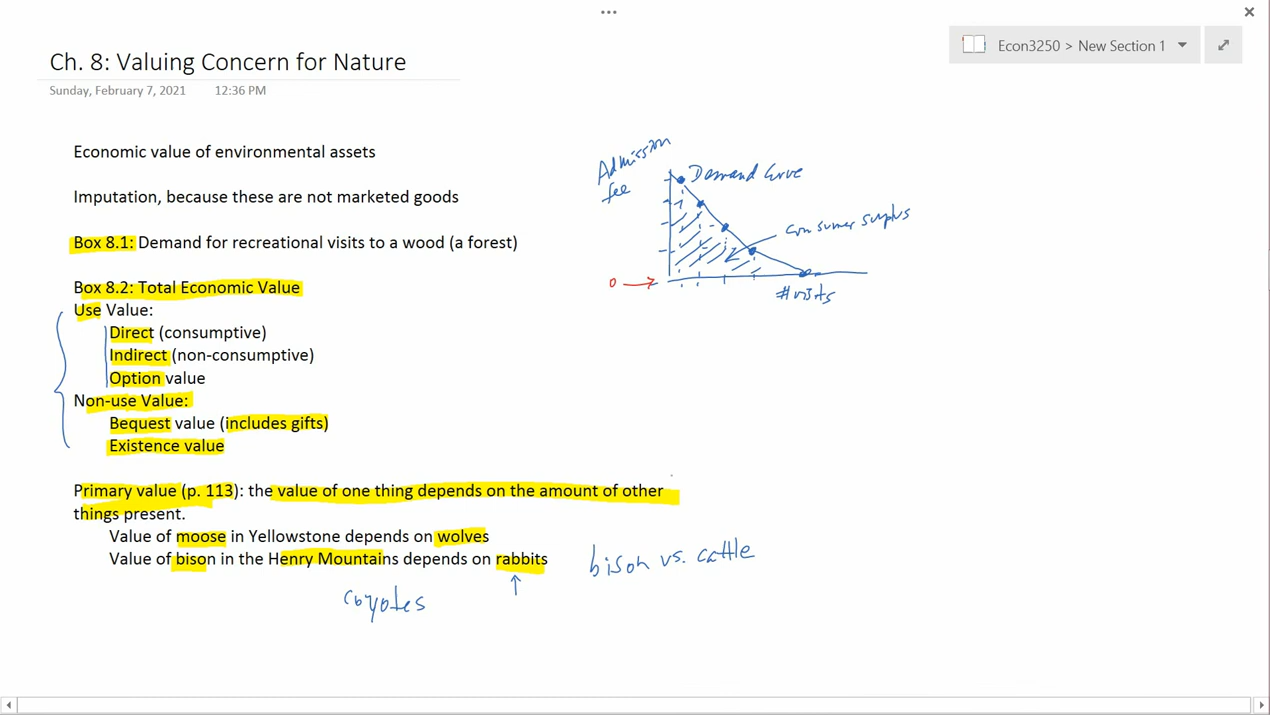 Econ3250 > New Section 1
Ch. 8: Valuing Concern for Nature
Sunday, February 7, 2021 12:36 PM
Economic value of environmental assets
Imputation, because these are not marketed goods
Box 8.1: Demand for recreational visits to a wood (a forest)
Box 8.2: Total Economic Value
Use Value:
Direct (consumptive)
Indirect (non-consumptive)
Option value
Non-use Value:
Bequest value (includes gifts)
Existence value
Primary value (p. 113): the value of one thing depends on the amount of other
things present.
Value of moose in Yellowstone depends on wolves
Value of bison in the Henry Mountains depends on rabbits
bison vs. cattle
coyotes
Admission
fee
Demand Curve
Consumer surplus
0
# visits